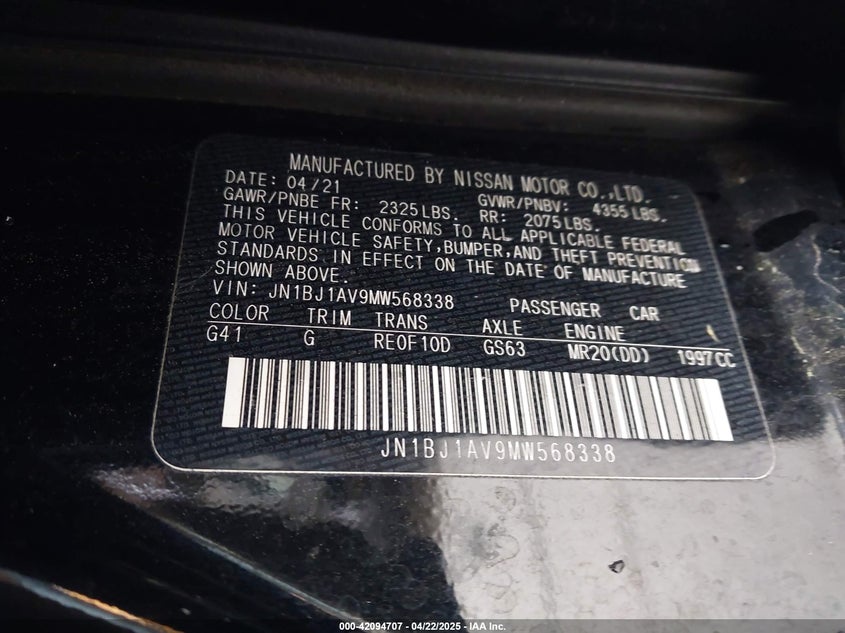 MANUFACTURED BY NISSAN MOTOR CO.,LTD.
DATE: 04/21 GVWR/PNBV: 4355 LBS.
GAWR/PNBE FR: 2325 LBS. RR: 2075 LBS.
THIS VEHICLE CONFORMS TO ALL APPLICABLE FEDERAL
MOTOR VEHICLE SAFETY, BUMPER, AND THEFT PREVENTION
STANDARDS IN EFFECT ON THE DATE OF MANUFACTURE
SHOWN ABOVE.
VIN: JN1BJ1AV9MW568338 PASSENGER CAR
COLOR TRIM TRANS AXLE ENGINE
G41 G RE0F10D GS63 MR20(DD) 1997CC
JN1BJ1AV9MW568338
000-42094707 - 04/22/2025 - IAA Inc.